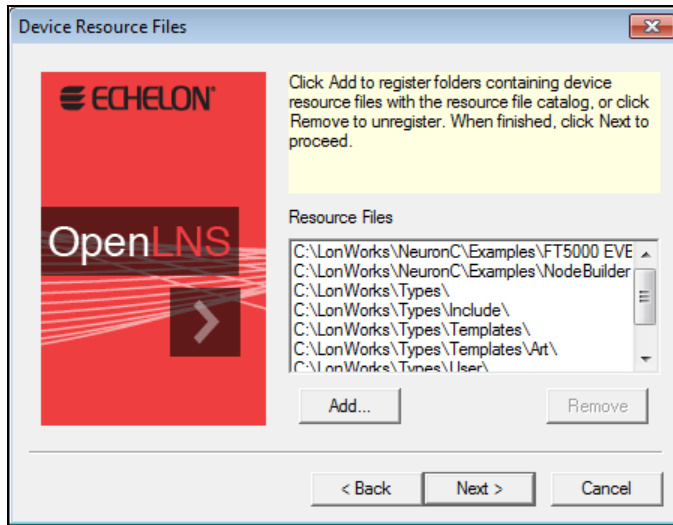 Device Resource Files
ECHELON
Click Add to register folders containing device
resource files with the resource file catalog, or click
Remove to unregister. When finished, click Next to
proceed.
OpenLNS
Resource Files
C:\LonWorks\NeuronC\Examples\FT5000 EVE
C:\LonWorks\NeuronC\Examples\NodeBuilder
C:\LonWorks\Types\
C:\LonWorks\Types\Include\
C:\LonWorks\Types\Templates\
C:\LonWorks\Types\Templates\Art\
C:\LonWorks\Types\User\
Add...
Remove
< Back
Next >
Cancel